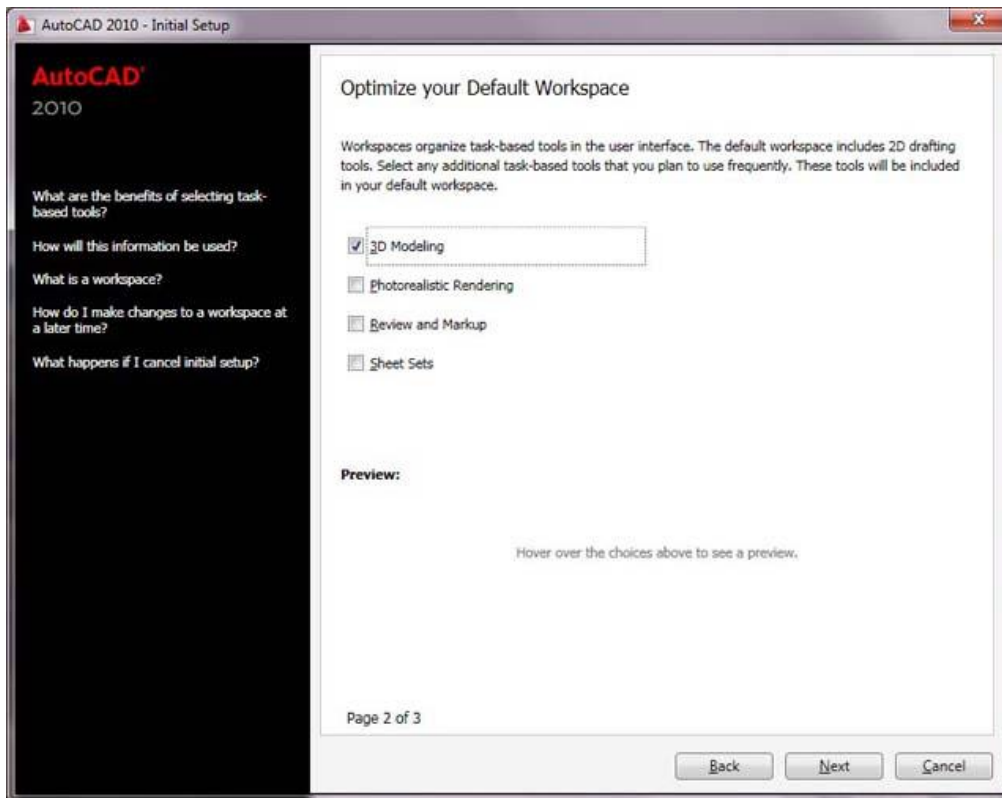 AutoCAD 2010 - Initial Setup
AutoCAD®
2010
What are the benefits of selecting task-
based tools?
How will this information be used?
What is a workspace?
How do I make changes to a workspace at
a later time?
What happens if I cancel initial setup?
Optimize your Default Workspace
Workspaces organize task-based tools in the user interface. The default workspace includes 2D drafting
tools. Select any additional task-based tools that you plan to use frequently. These tools will be included
in your default workspace.
3D Modeling
Photorealistic Rendering
Review and Markup
Sheet Sets
Preview:
Hover over the choices above to see a preview.
Page 2 of 3
Back
Next
Cancel